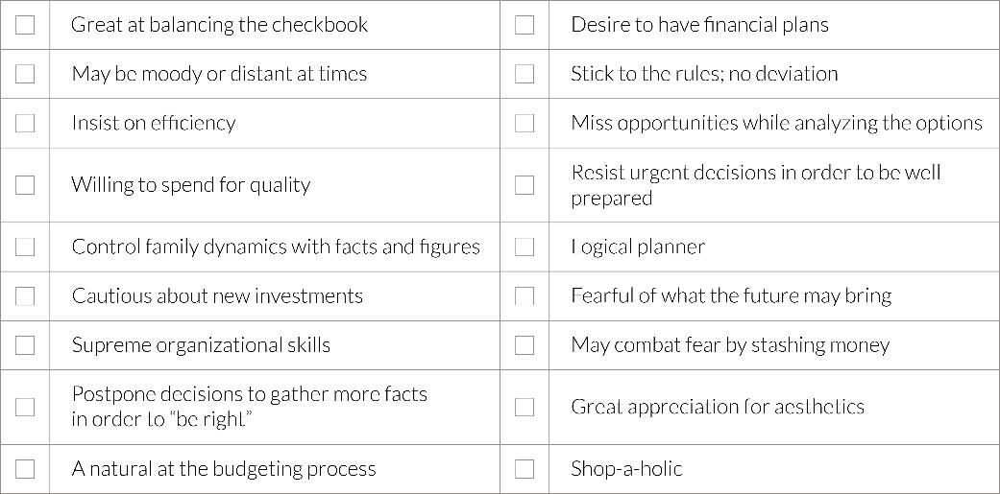 Great at balancing the checkbook
Desire to have financial plans
May be moody or distant at times
Stick to the rules; no deviation
Insist on efficiency
Miss opportunities while analyzing the options
Willing to spend for quality
Resist urgent decisions in order to be well
prepared
Control family dynamics with facts and figures
Logical planner
Cautious about new investments
Fearful of what the future may bring
Supreme organizational skills
May combat fear by stashing money
Postpone decisions to gather more facts
in order to “be right”
Great appreciation for aesthetics
A natural at the budgeting process
Shop-a-holic